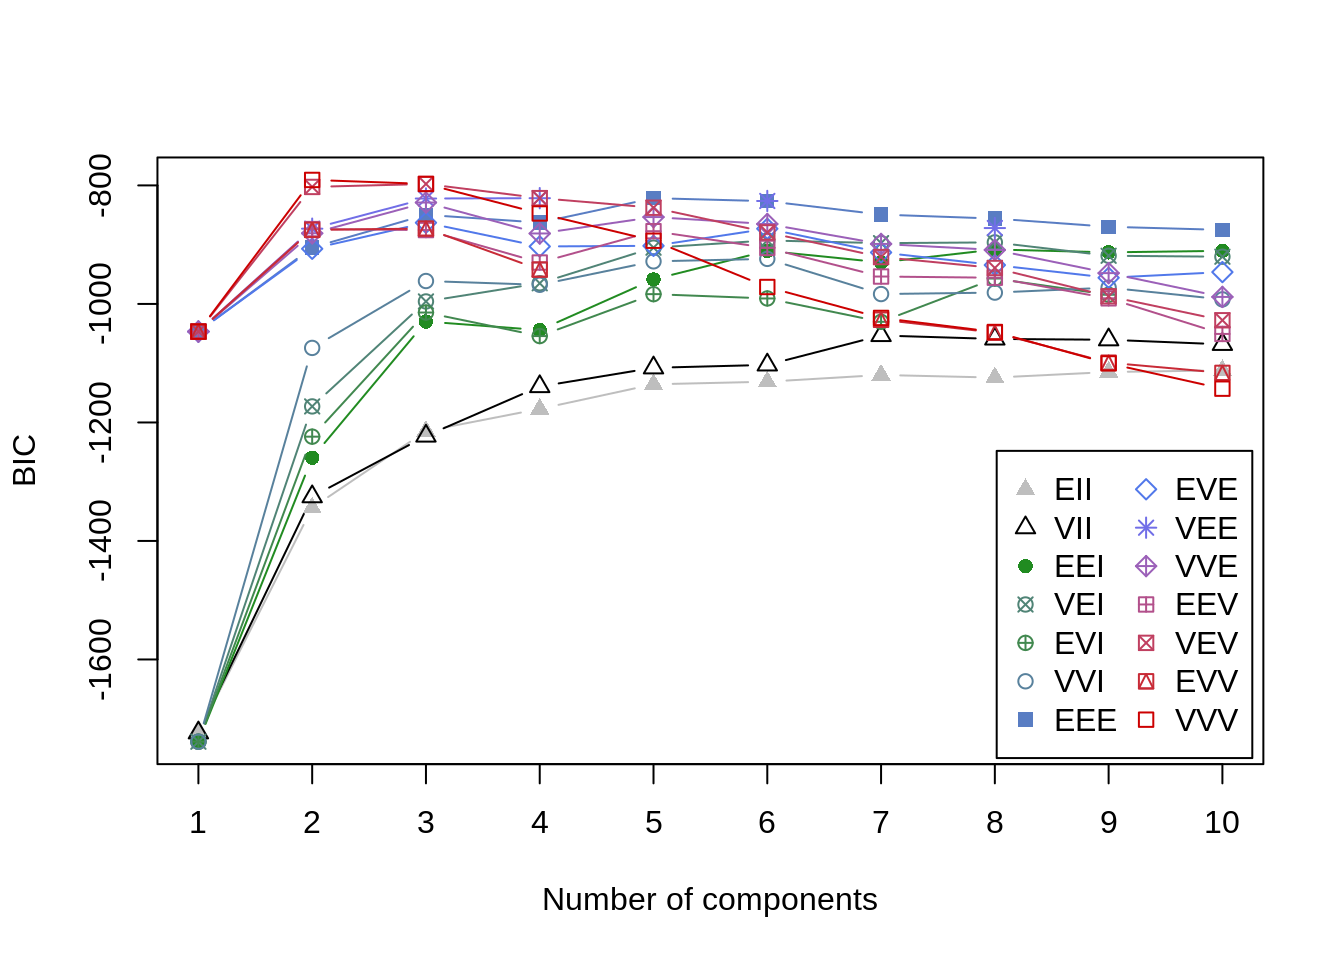 -800
-1000
-1200
-1400
-1600
BIC
EII EVE
VII VEE
EEI VVE
VEI EEV
EVI VEV
VVI EVV
EEE VVV
1 2 3 4 5 6 7 8 9 10
Number of components